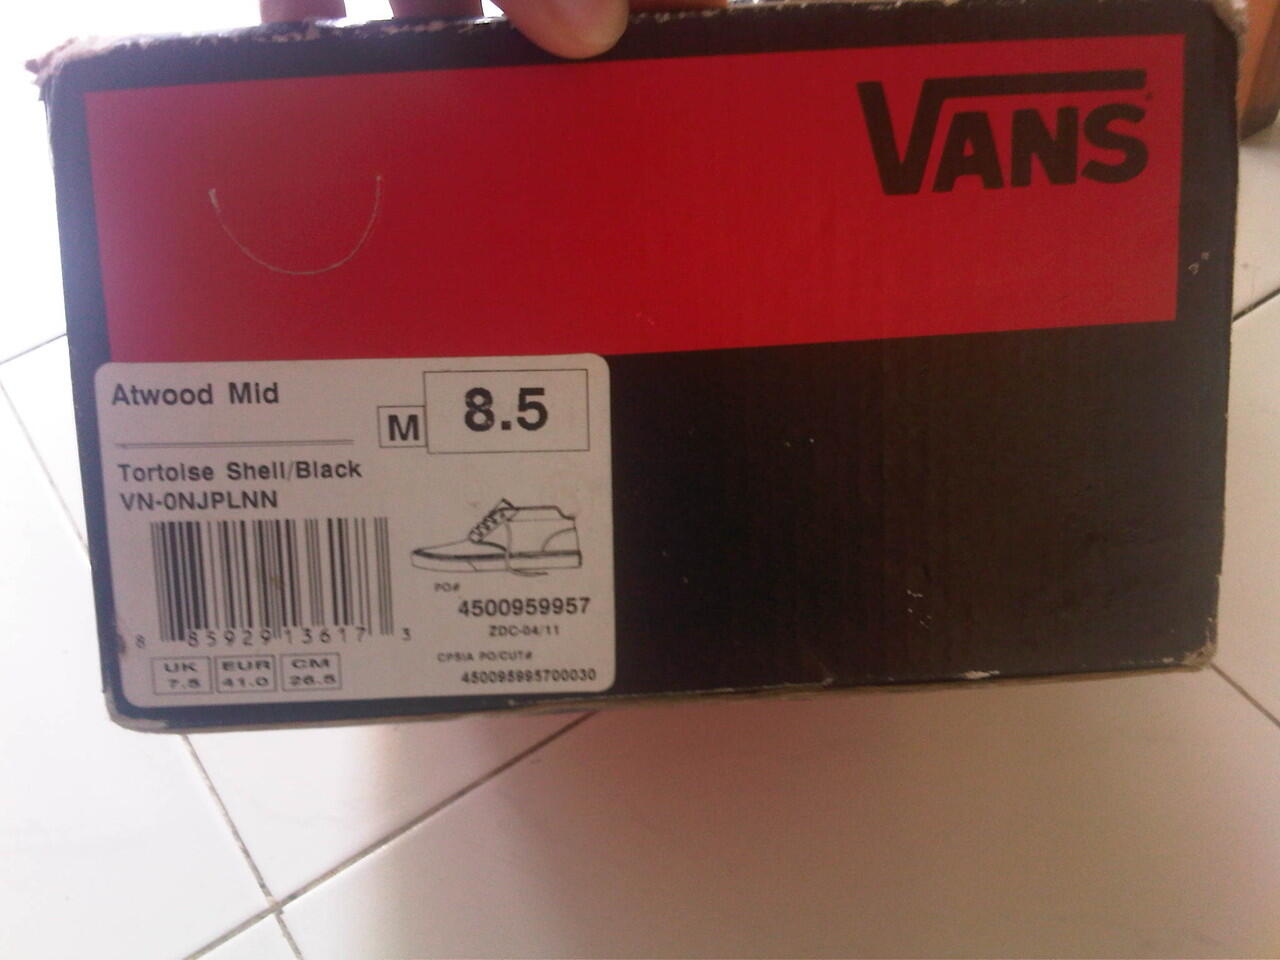 VANS
Atwood Mid
M 8.5
Tortoise Shell/Black
VN-0NJPLNN
PO#
4500959957
ZDC-04/11
8 85929 13617 3
CPSIA PO/CUT#
450095995700030
UK EUR CM
7.5 41.0 26.5